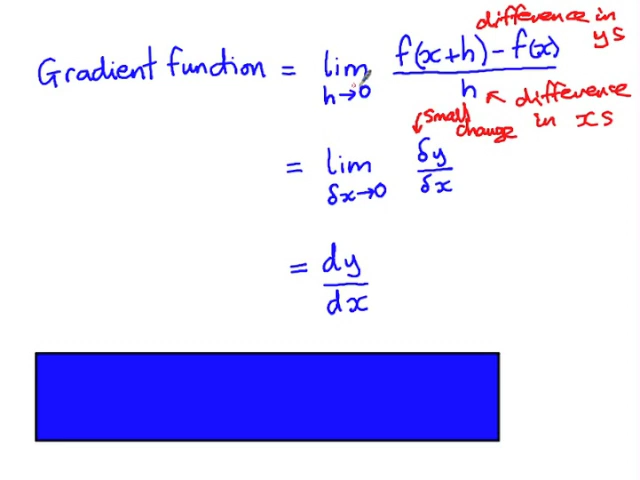 difference in
ys
Gradient function = lim f(x+h) - f(x)
h→0 h
difference
in xs
small
change
= lim δy
δx→0 δx
= dy
dx